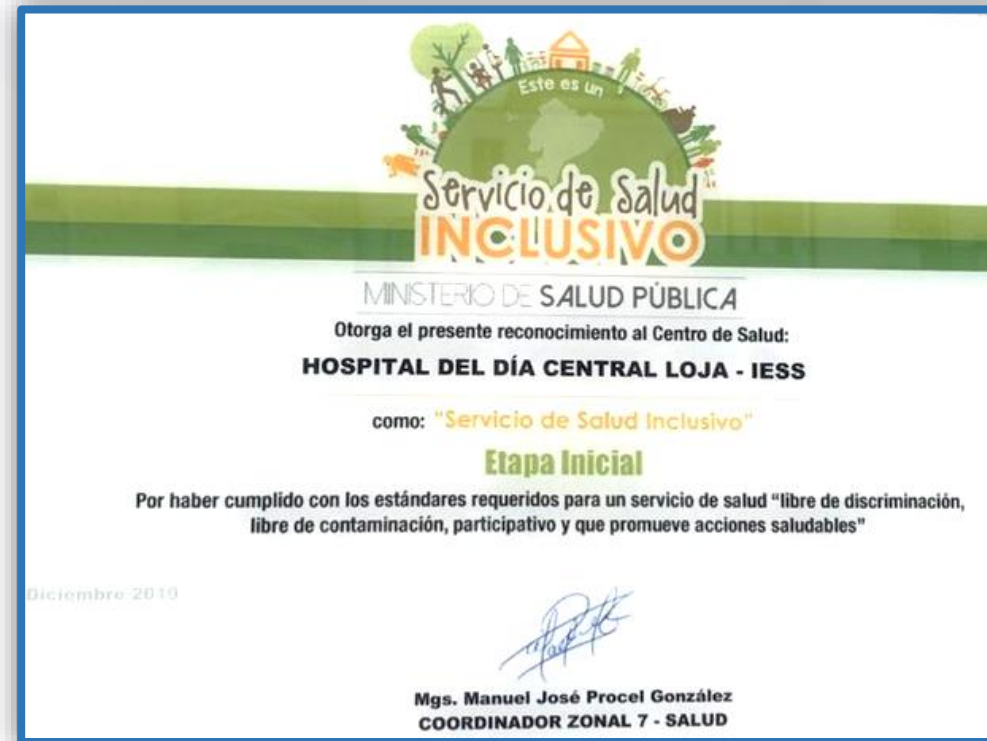 Este es un
Servicio de Salud
INCLUSIVO
MINISTERIO DE SALUD PÚBLICA
Otorga el presente reconocimiento al Centro de Salud:
HOSPITAL DEL DÍA CENTRAL LOJA - IESS
como: "Servicio de Salud Inclusivo"
Etapa Inicial
Por haber cumplido con los estándares requeridos para un servicio de salud “libre de discriminación,
libre de contaminación, participativo y que promueve acciones saludables”
Diciembre 2019
Mgs. Manuel José Procel González
COORDINADOR ZONAL 7 - SALUD